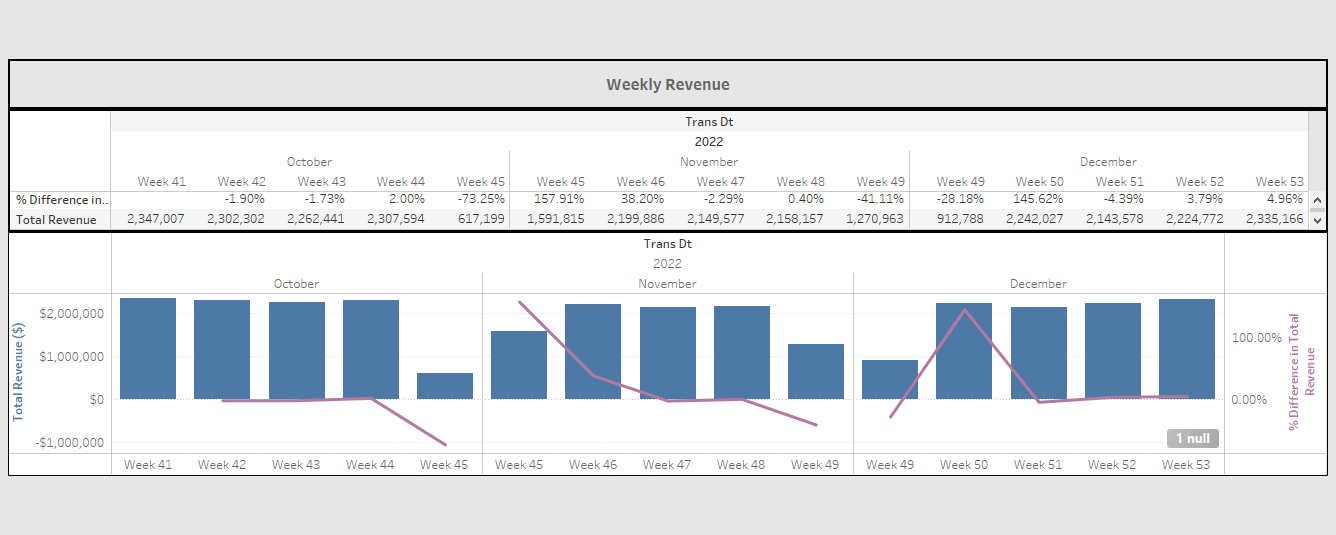 Weekly Revenue
Trans Dt
2022
October November December
Week 41 Week 42 Week 43 Week 44 Week 45 Week 45 Week 46 Week 47 Week 48 Week 49 Week 49 Week 50 Week 51 Week 52 Week 53
% Difference in.. -1.90% -1.73% 2.00% -73.25% 157.91% 38.20% -2.29% 0.40% -41.11% -28.18% 145.62% -4.39% 3.79% 4.96%
Total Revenue 2,347,007 2,302,302 2,262,441 2,307,594 617,199 1,591,815 2,199,886 2,149,577 2,158,157 1,270,963 912,788 2,242,027 2,143,578 2,224,772 2,335,166
Trans Dt
2022
October November December
Total Revenue ($)
$2,000,000
$1,000,000
$0
-$1,000,000
100.00%
0.00%
% Difference in Total
Revenue
1 null
Week 41 Week 42 Week 43 Week 44 Week 45 Week 45 Week 46 Week 47 Week 48 Week 49 Week 49 Week 50 Week 51 Week 52 Week 53